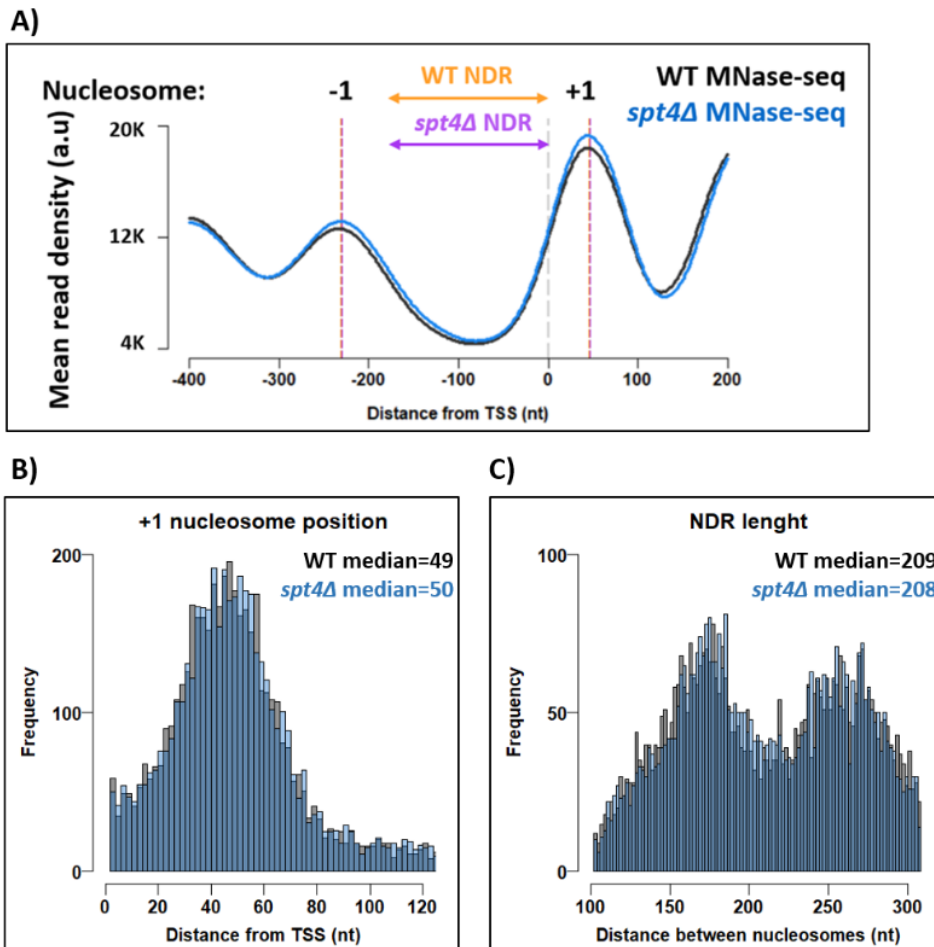 A)
WT NDR
WT MNase-seq
Nucleosome:
-1
+1
spt4Δ NDR
spt4Δ MNase-seq
20K
12K
4K
Mean read density (a.u)
-400
-300
-200
-100
0
100
200
Distance from TSS (nt)
B)
+1 nucleosome position
WT median=49
spt4Δ median=50
200
100
0
Frequency
0
20
40
60
80
100
120
Distance from TSS (nt)
C)
NDR lenght
WT median=209
spt4Δ median=208
100
50
0
Frequency
100
150
200
250
300
Distance between nucleosomes (nt)